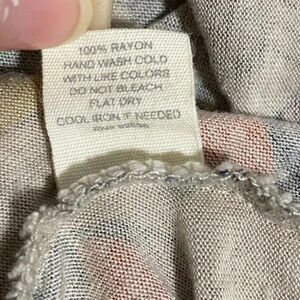 100% RAYON
HAND WASH COLD
WITH LIKE COLORS
DO NOT BLEACH
FLAT DRY
COOL IRON IF NEEDED